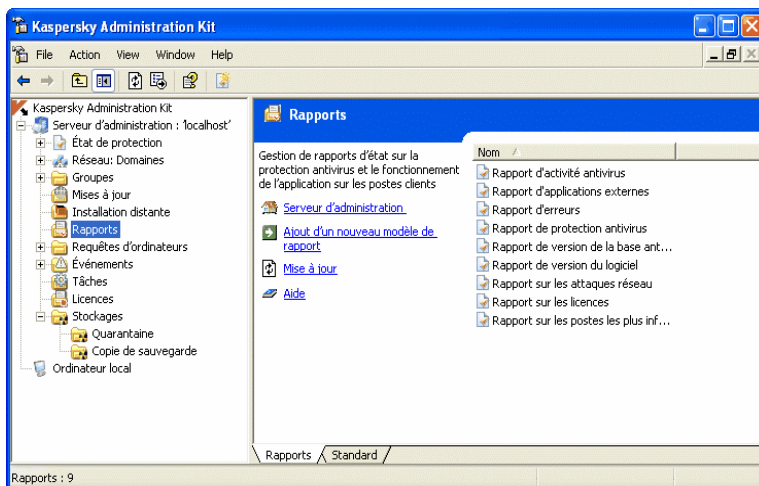 Kaspersky Administration Kit
File Action View Window Help
Kaspersky Administration Kit
Serveur d'administration : 'localhost'
État de protection
Réseau: Domaines
Groupes
Mises à jour
Installation distante
Rapports
Requêtes d'ordinateurs
Événements
Tâches
Licences
Stockages
Quarantaine
Copie de sauvegarde
Ordinateur local
Rapports
Gestion de rapports d'état sur la
protection antivirus et le fonctionnement
de l'application sur les postes clients
Serveur d'administration
Ajout d'un nouveau modèle de
rapport
Mise à jour
Aide
Nom
Rapport d'activité antivirus
Rapport d'applications externes
Rapport d'erreurs
Rapport de protection antivirus
Rapport de version de la base ant...
Rapport de version du logiciel
Rapport sur les attaques réseau
Rapport sur les licences
Rapport sur les postes les plus inf...
Rapports Standard
Rapports : 9